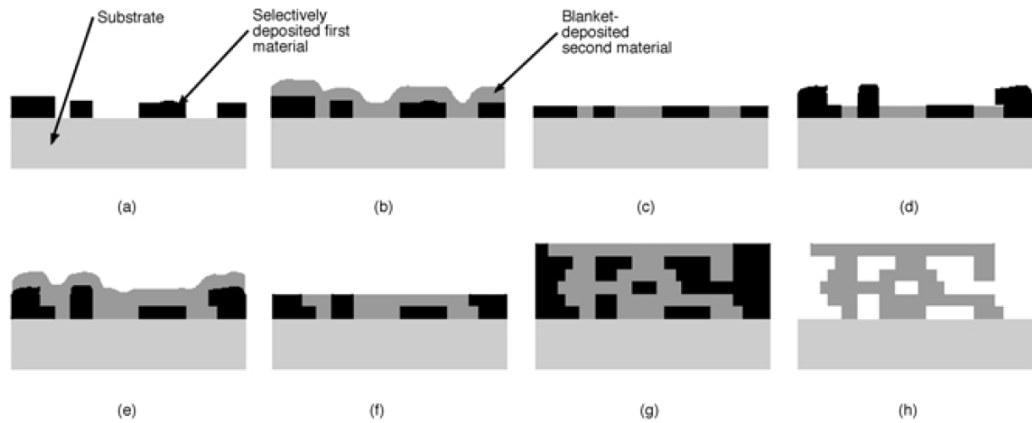 Substrate
Selectively
deposited first
material
Blanket-
deposited
second material
(a)
(b)
(c)
(d)
(e)
(f)
(g)
(h)